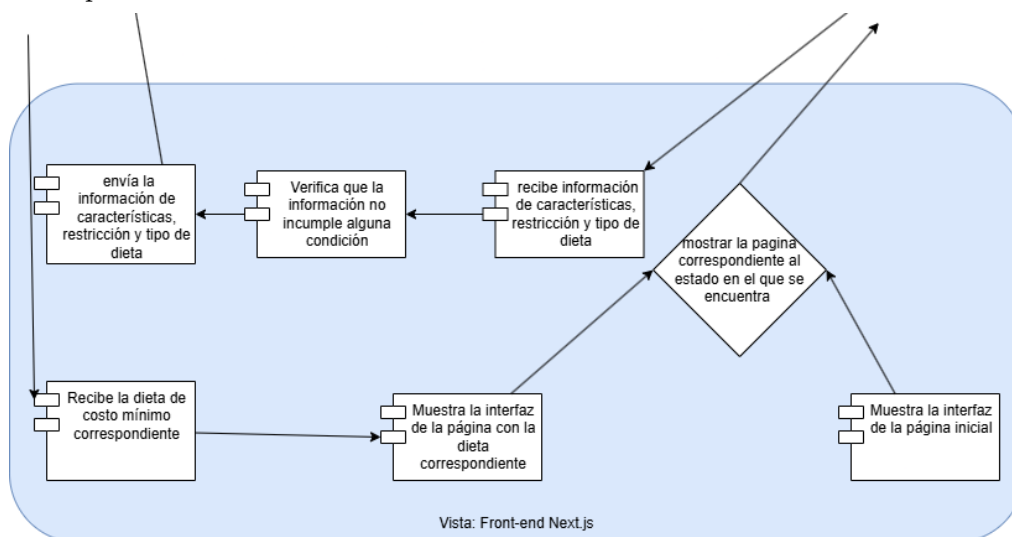 envía la
información de
características,
restricción y tipo de
dieta
Verifica que la
información no
incumple alguna
condición
recibe información
de características,
restricción y tipo de
dieta
mostrar la pagina
correspondiente al
estado en el que se
encuentra
Recibe la dieta de
costo mínimo
correspondiente
Muestra la interfaz
de la página con la
dieta
correspondiente
Muestra la interfaz
de la página inicial
Vista: Front-end Next.js